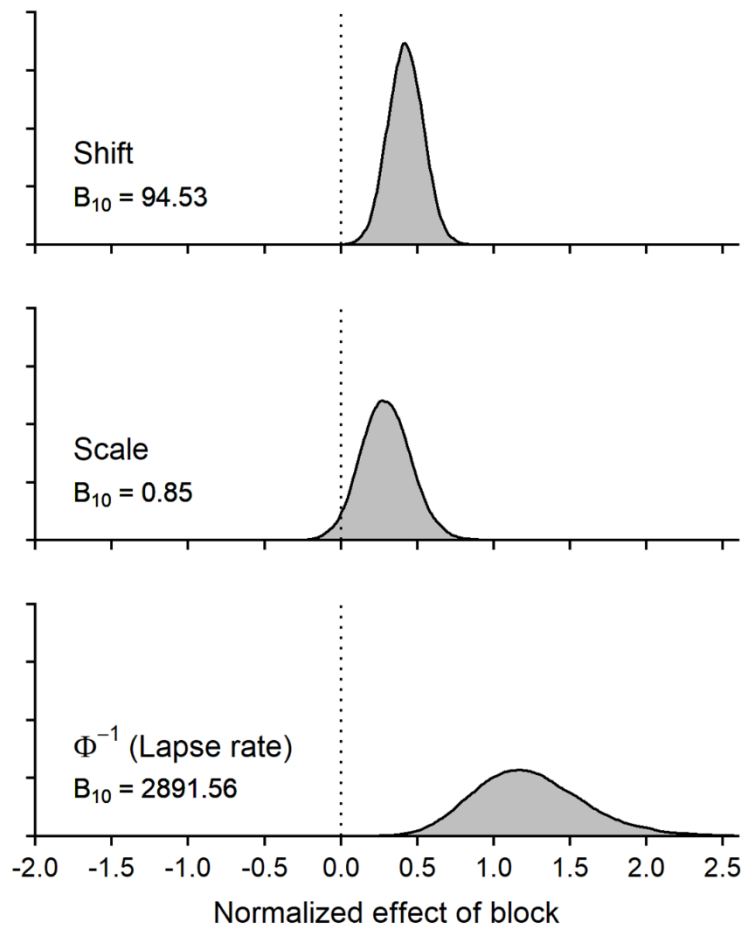 Shift
B₁₀ = 94.53
Scale
B₁₀ = 0.85
Φ⁻¹ (Lapse rate)
B₁₀ = 2891.56
-2.0 -1.5 -1.0 -0.5 0.0 0.5 1.0 1.5 2.0 2.5
Normalized effect of block